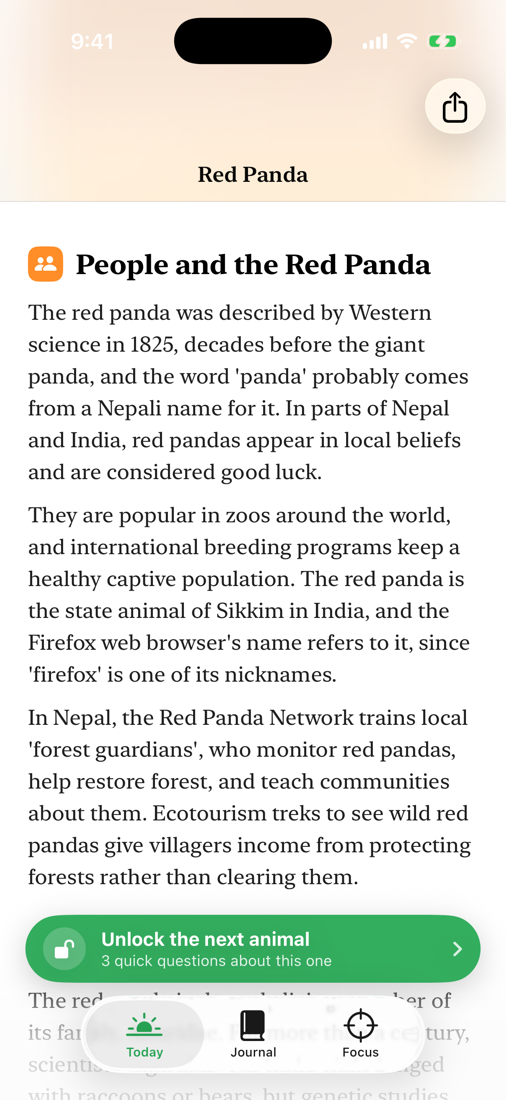 9:41
Red Panda
People and the Red Panda
The red panda was described by Western
science in 1825, decades before the giant
panda, and the word 'panda' probably comes
from a Nepali name for it. In parts of Nepal
and India, red pandas appear in local beliefs
and are considered good luck.
They are popular in zoos around the world,
and international breeding programs keep a
healthy captive population. The red panda is
the state animal of Sikkim in India, and the
Firefox web browser's name refers to it, since
'firefox' is one of its nicknames.
In Nepal, the Red Panda Network trains local
'forest guardians', who monitor red pandas,
help restore forest, and teach communities
about them. Ecotourism treks to see wild red
pandas give villagers income from protecting
forests rather than clearing them.
Unlock the next animal
3 quick questions about this one
The red of
its tury,
Today
Journal
Focus
with raccoons or bears, but genetic studies